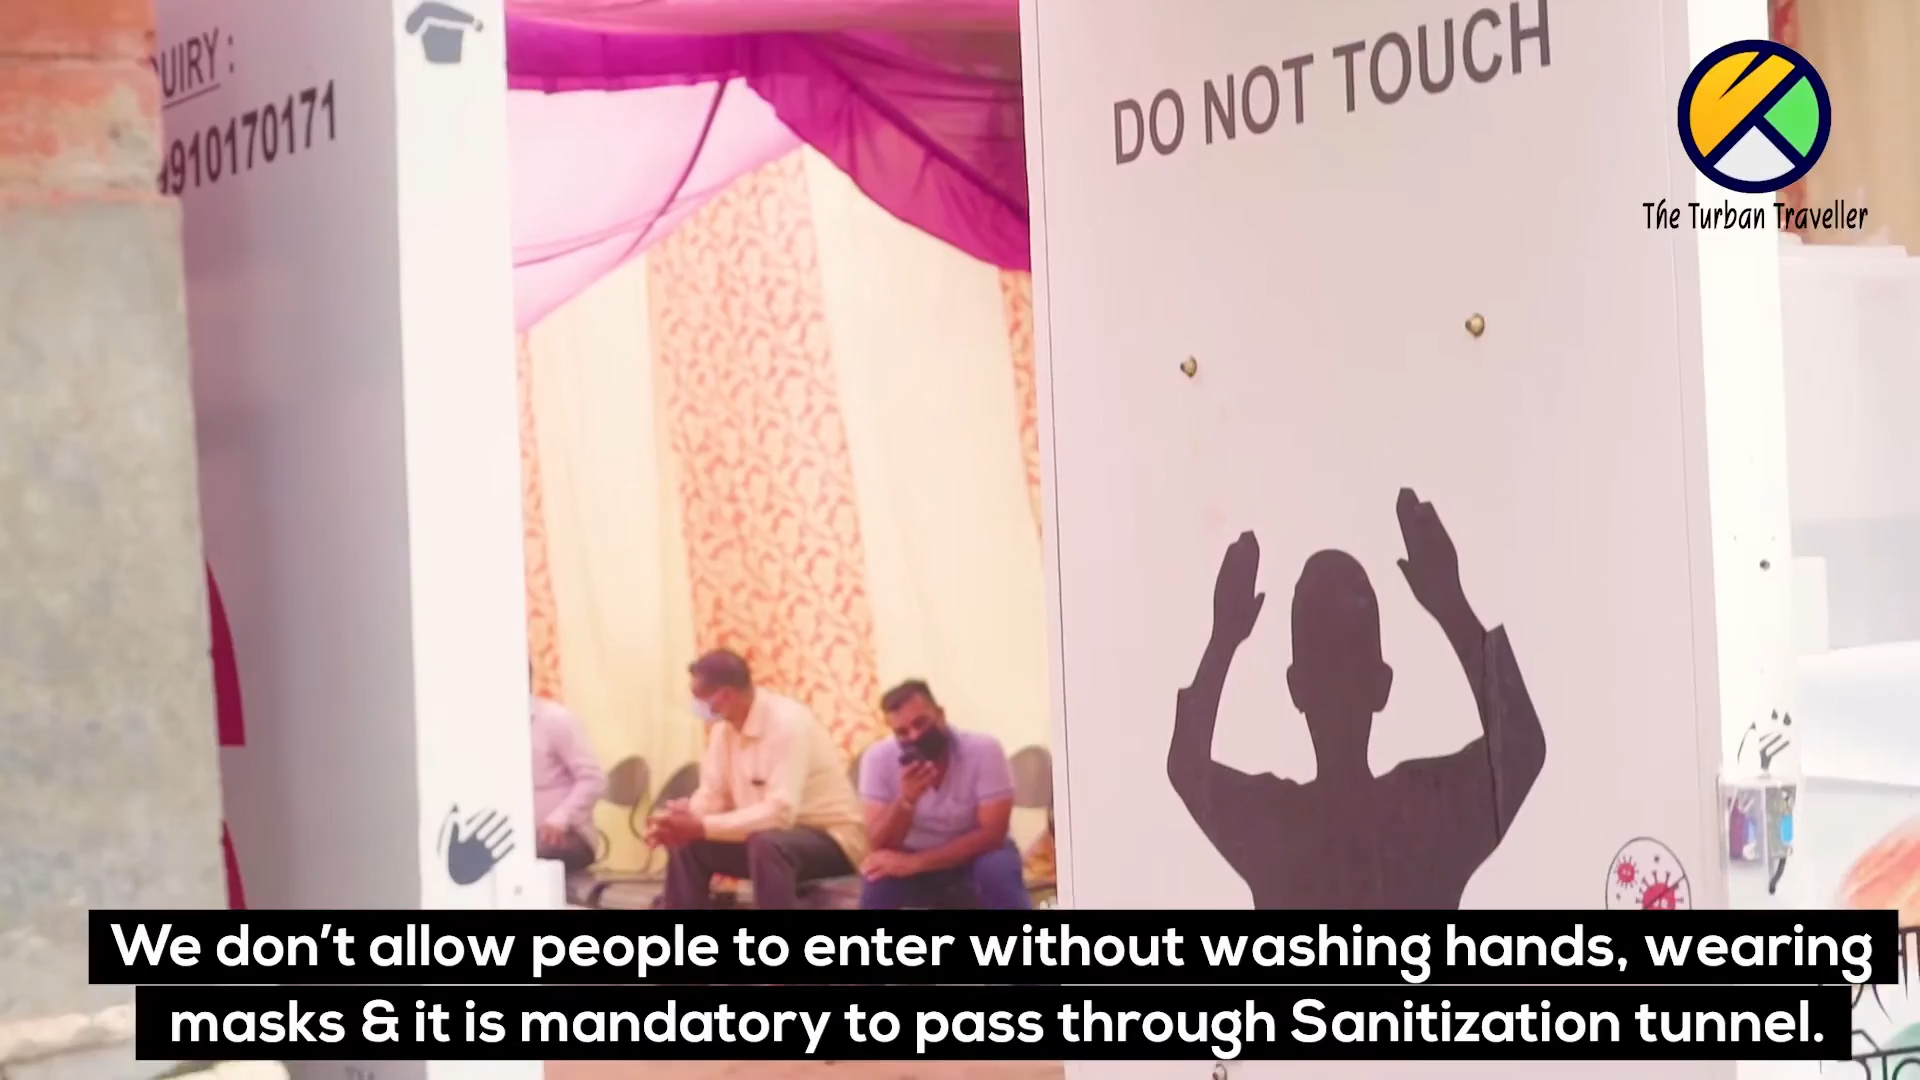 UIRY :
910170171
DO NOT TOUCH
The Turban Traveller
We don't allow people to enter without washing hands, wearing
masks & it is mandatory to pass through Sanitization tunnel.